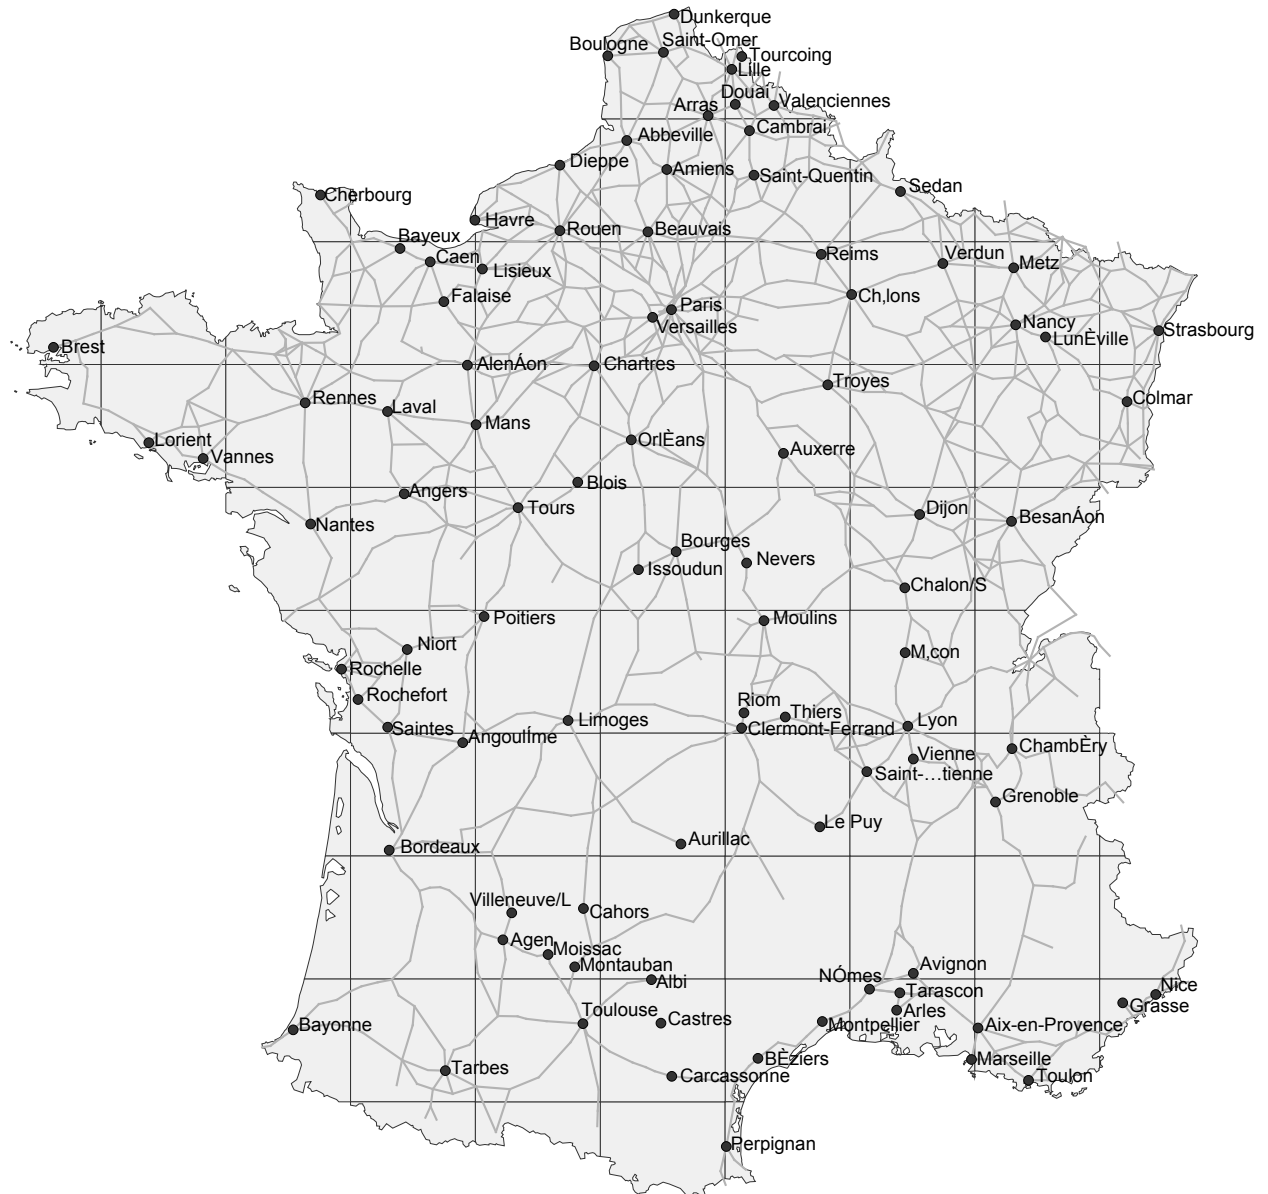 Dunkerque
Saint-Omer
Boulogne
Tourcoing
Lille
Douai
Valenciennes
Arras
Cambrai
Abbeville
Dieppe
Amiens
Saint-Quentin
Sedan
Cherbourg
Havre
Rouen
Beauvais
Bayeux
Caen
Lisieux
Reims
Verdun
Metz
Falaise
Ch,lons
Paris
Versailles
Nancy
LunÈville
Strasbourg
Brest
AlenÁon
Chartres
Troyes
Rennes
Laval
Colmar
Mans
Lorient
Vannes
OrlÈans
Auxerre
Blois
Angers
Tours
Nantes
Dijon
BesanÁon
Bourges
Issoudun
Nevers
Chalon/S
Poitiers
Moulins
Niort
Rochelle
M,con
Rochefort
Riom
Thiers
Limoges
Saintes
Clermont-Ferrand
Lyon
AngoulÍme
Vienne
ChambÈry
Saint-…tienne
Grenoble
Le Puy
Aurillac
Bordeaux
Villeneuve/L
Cahors
Agen
Moissac
Montauban
Albi
Avignon
NÓmes
Tarascon
Nice
Grasse
Toulouse
Castres
Arles
Montpellier
Aix-en-Provence
Bayonne
BÈziers
Marseille
Tarbes
Carcassonne
Toulon
Perpignan